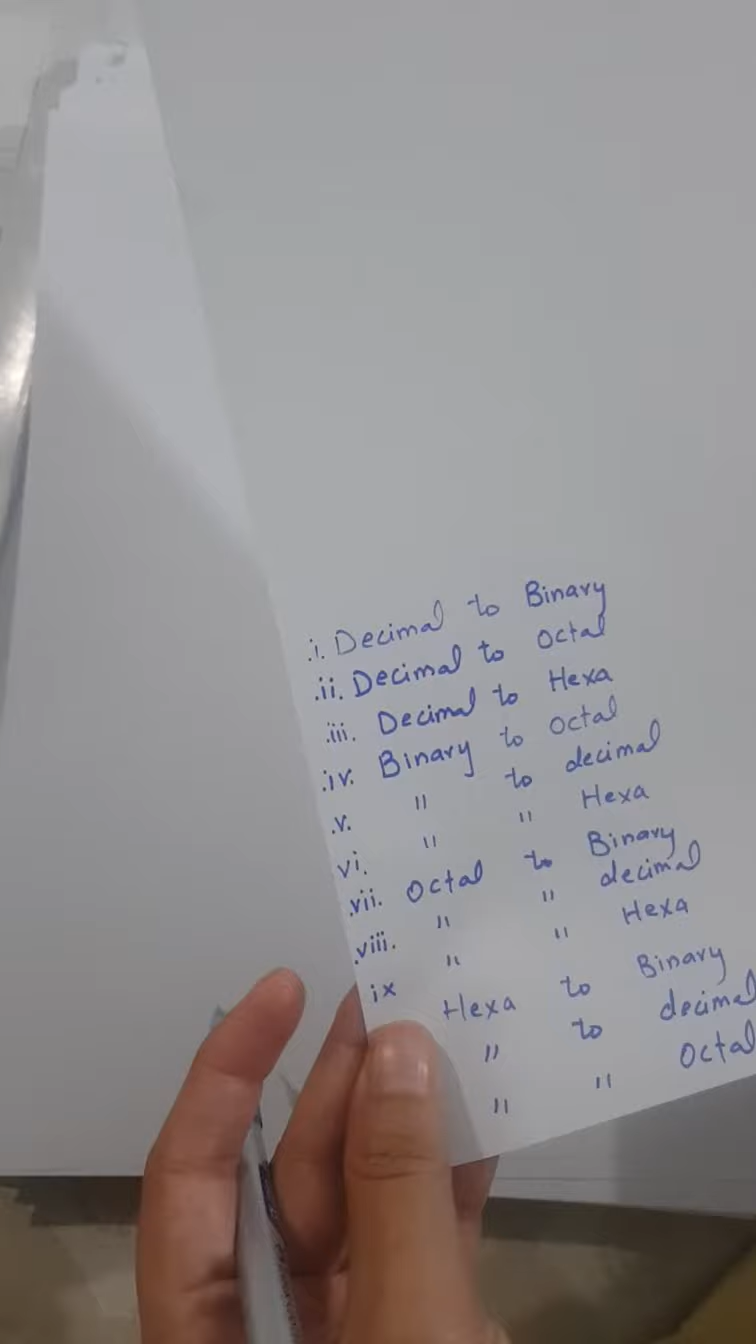 i. Decimal to Binary
ii. Decimal to Octal
iii. Decimal to Hexa
iv. Binary to Octal
v. " to decimal
vi. " " Hexa
vii. Octal to Binary
viii. " " decimal
ix " " Hexa
Hexa to Binary
" to decimal
" " Octal